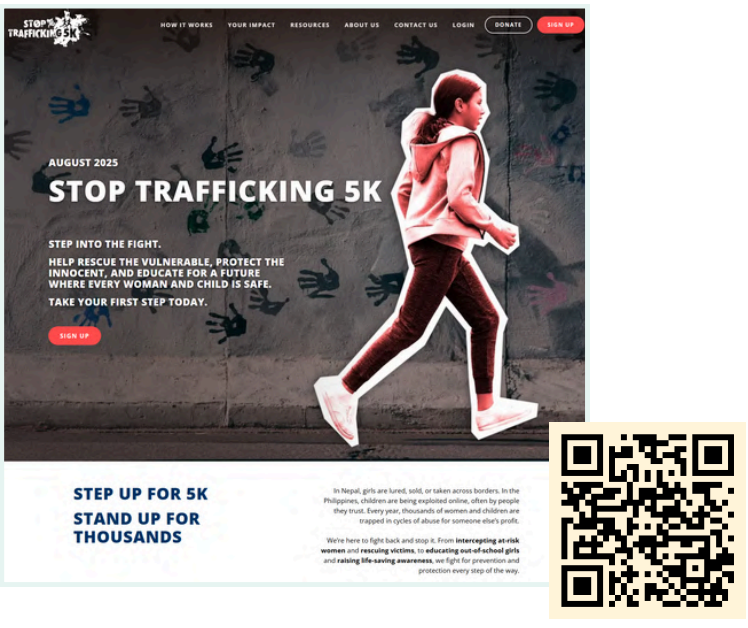 STOP
TRAFFICKING5K
HOW IT WORKS YOUR IMPACT RESOURCES ABOUT US CONTACT US LOGIN DONATE SIGN UP
AUGUST 2025
STOP TRAFFICKING 5K
STEP INTO THE FIGHT.
HELP RESCUE THE VULNERABLE, PROTECT THE
INNOCENT, AND EDUCATE FOR A FUTURE
WHERE EVERY WOMAN AND CHILD IS SAFE.
TAKE YOUR FIRST STEP TODAY.
SIGN UP
STEP UP FOR 5K
STAND UP FOR
THOUSANDS
In Nepal, girls are lured, sold, or taken across borders. In the
Philippines, children are being exploited online, often by people
they trust. Every year, thousands of women and children are
trapped in cycles of abuse for someone else's profit.
We're here to fight back and stop it. From intercepting at-risk
women and rescuing victims, to educating out-of-school girls
and raising life-saving awareness, we fight for prevention and
protection every step of the way.